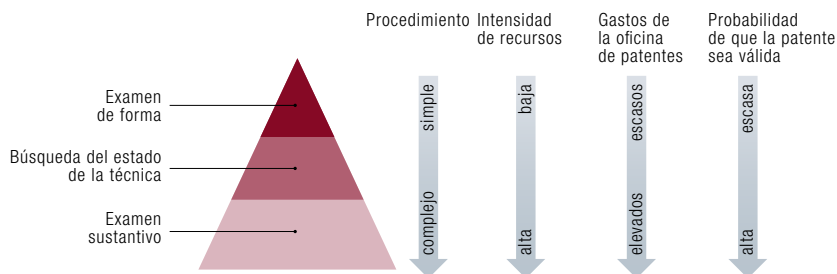 Procedimiento
Intensidad
de recursos
Gastos de
la oficina
de patentes
Probabilidad
de que la patente
sea válida
Examen
de forma
Búsqueda del estado
de la técnica
Examen
sustantivo
simple
complejo
baja
alta
escasos
elevados
escasa
alta